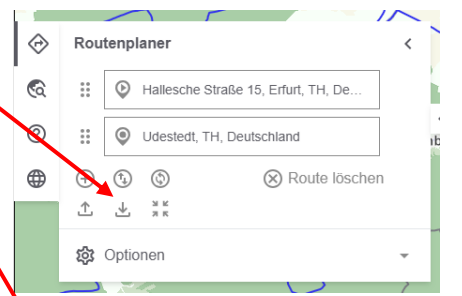 Routenplaner
Hallesche Straße 15, Erfurt, TH, De...
Udestedt, TH, Deutschland
Route löschen
Optionen